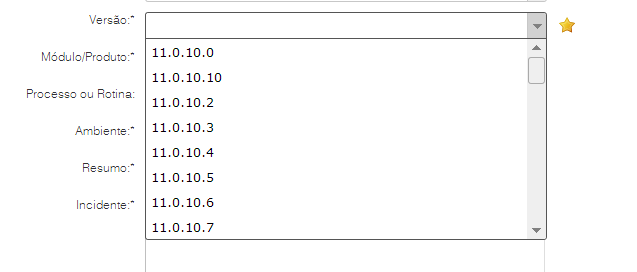 Versão:*
11.0.10.0
Módulo/Produto:*
11.0.10.10
Processo ou Rotina:
11.0.10.2
Ambiente:*
11.0.10.3
11.0.10.4
Resumo:*
11.0.10.5
Incidente:*
11.0.10.6
11.0.10.7